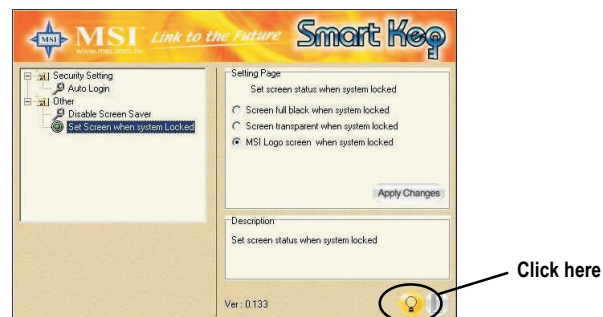 MSI
MSI Link to the Future Smart Key
www.msi.com.tw
Security Setting
Auto Login
Other
Disable Screen Saver
Set Screen when system Locked
Setting Page
Set screen status when system locked
Screen full black when system locked
Screen transparent when system locked
MSI Logo screen when system locked
Apply Changes
Description
Set screen status when system locked
Ver : 0.133
Click here